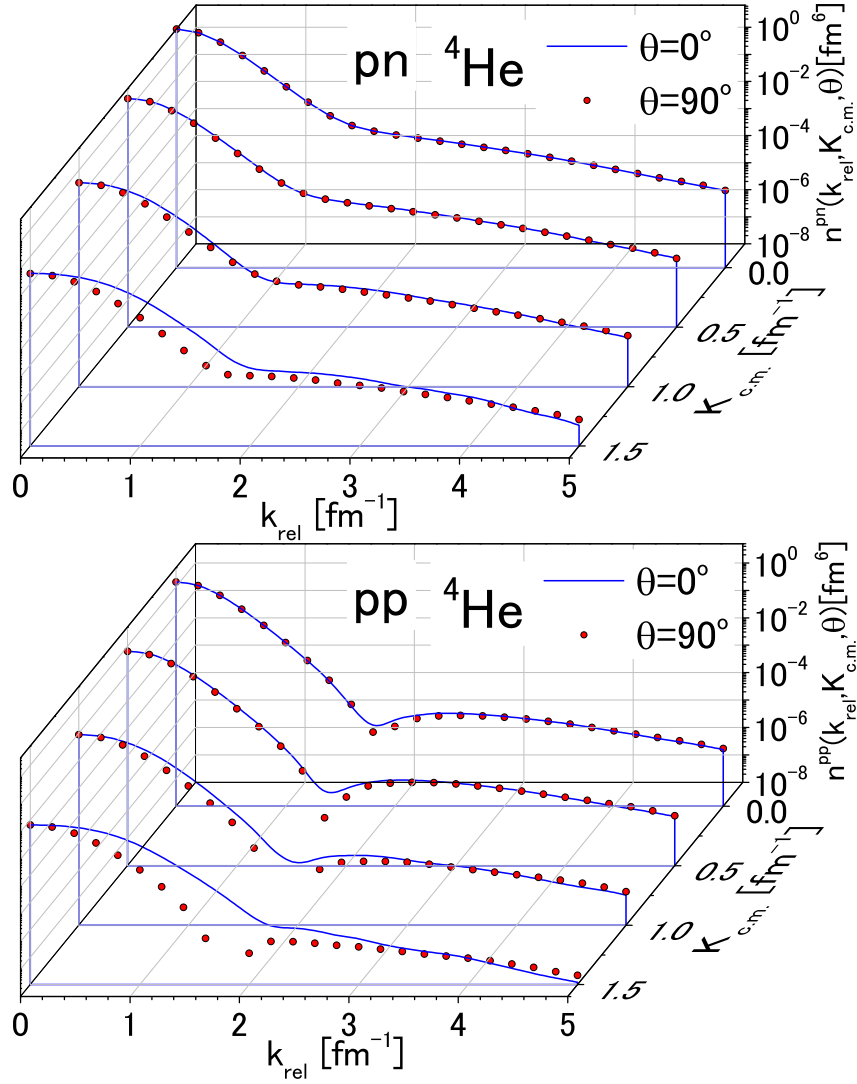 pn ⁴He
θ=0°
θ=90°
10⁰
10⁻²
10⁻⁴
10⁻⁶
10⁻⁸
n^pn(k_rel,K_c.m.,θ)[fm⁶]
0.0
0.5
1.0
1.5
K_c.m. [fm⁻¹]
0 1 2 3 4 5
k_rel [fm⁻¹]
pp ⁴He
θ=0°
θ=90°
10⁰
10⁻²
10⁻⁴
10⁻⁶
10⁻⁸
n^pp(k_rel,K_c.m.,θ)[fm⁶]
0.0
0.5
1.0
1.5
K_c.m. [fm⁻¹]
0 1 2 3 4 5
k_rel [fm⁻¹]